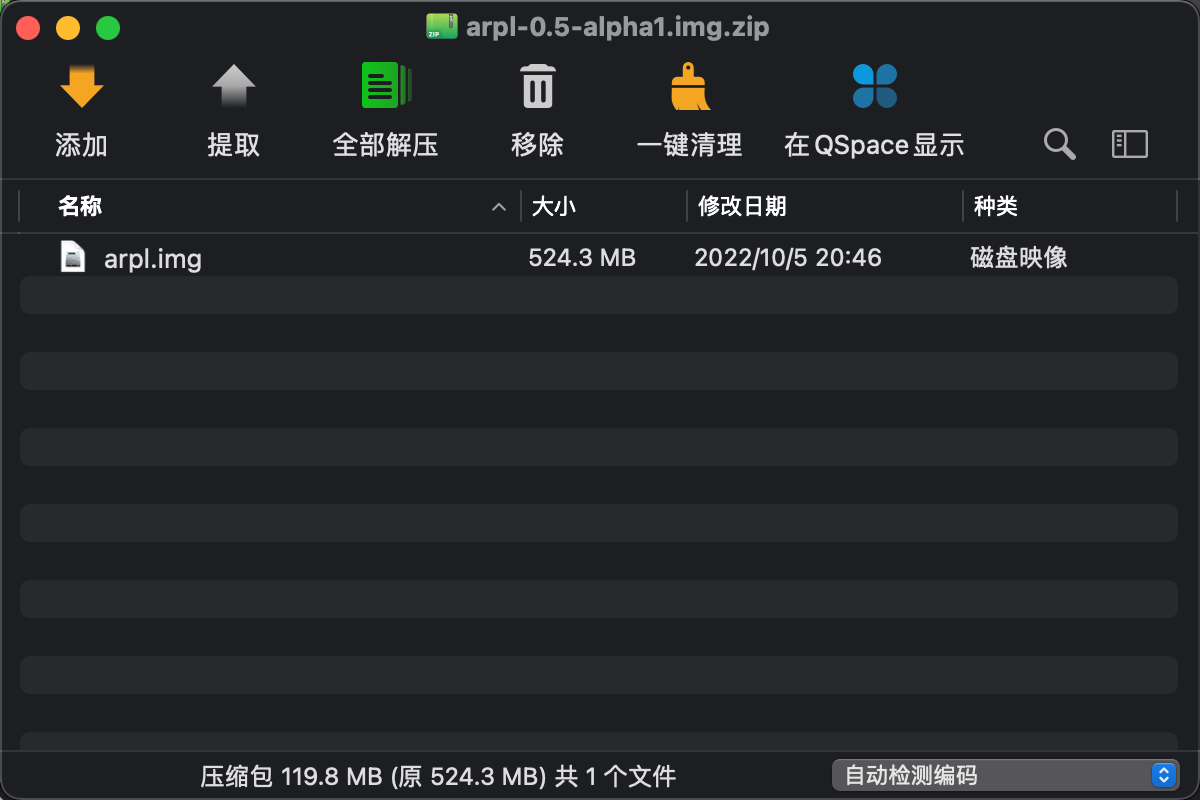 arpl-0.5-alpha1.img.zip
添加 提取 全部解压 移除 一键清理 在 QSpace 显示
名称 大小 修改日期 种类
arpl.img 524.3 MB 2022/10/5 20:46 磁盘映像
压缩包 119.8 MB (原 524.3 MB) 共 1 个文件 自动检测编码